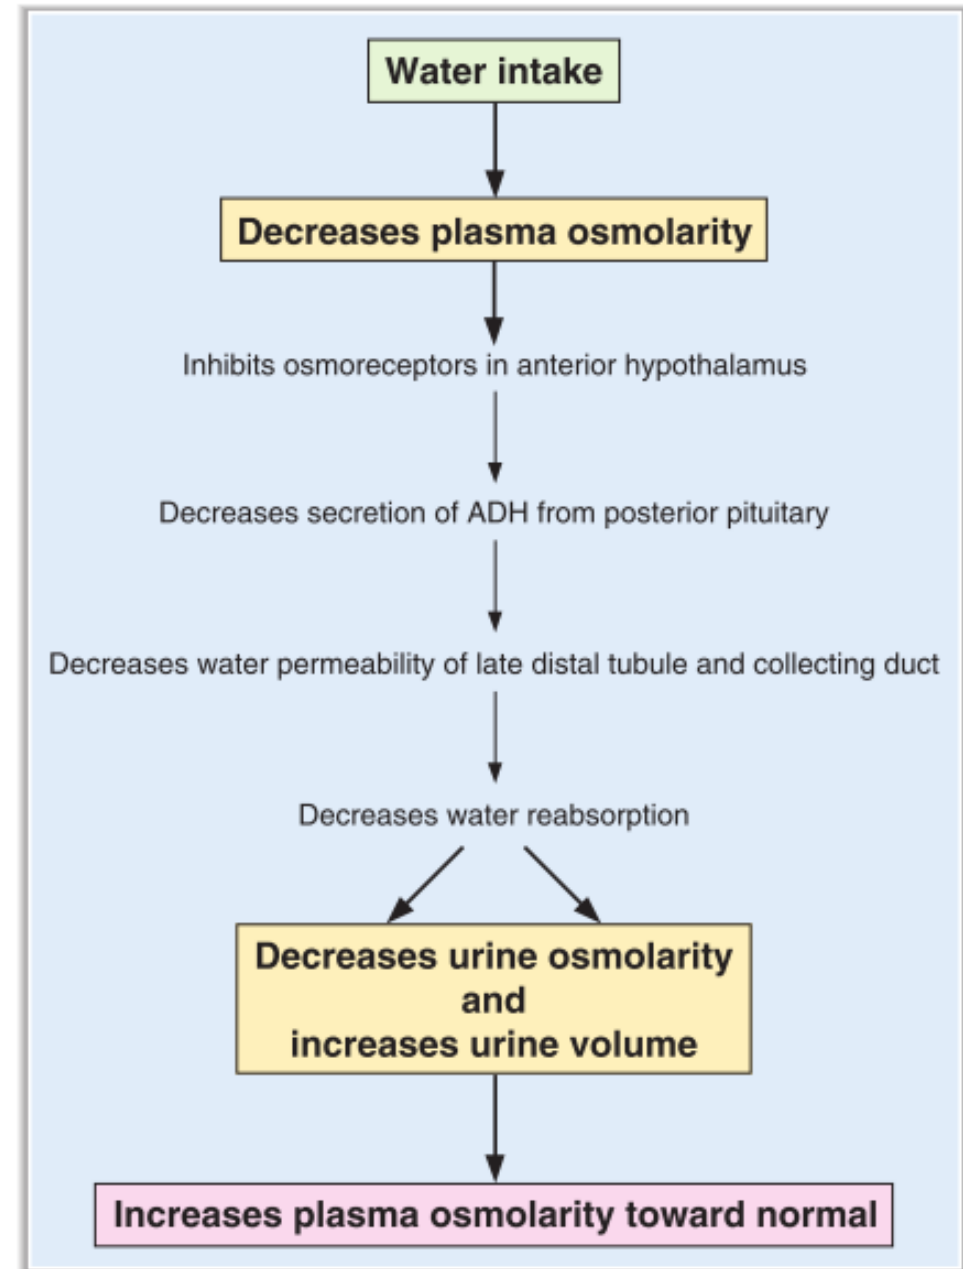 Water intake
Decreases plasma osmolarity
Inhibits osmoreceptors in anterior hypothalamus
Decreases secretion of ADH from posterior pituitary
Decreases water permeability of late distal tubule and collecting duct
Decreases water reabsorption
Decreases urine osmolarity
and
increases urine volume
Increases plasma osmolarity toward normal